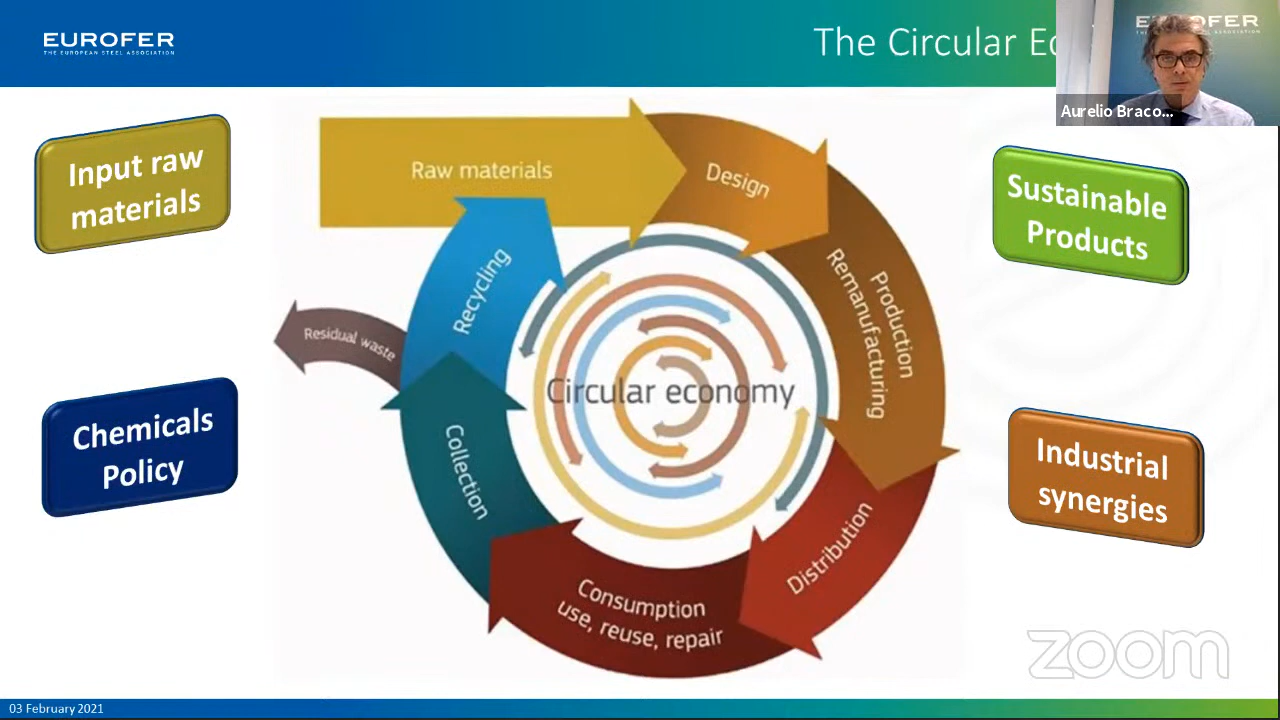 EUROFER
THE EUROPEAN STEEL ASSOCIATION
The Circular Ec
Aurelio Braco...
Input raw
materials
Raw materials
Design
Sustainable
Products
Production
Remanufacturing
Recycling
Residual waste
Circular economy
Chemicals
Policy
Collection
Industrial
synergies
Distribution
Consumption
use, reuse, repair
zoom
03 February 2021